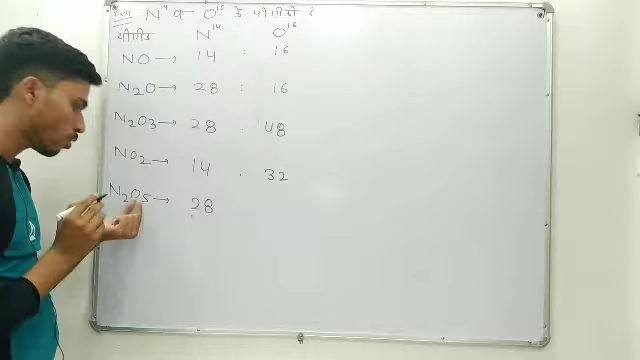 N¹⁴ व O¹⁶ के यौगिकों ?
यौगिक N¹⁴ O¹⁶
NO → 14 : 16
N₂O → 28 : 16
N₂O₃ → 28 : 48
NO₂ → 14 : 32
N₂O₅ → 28